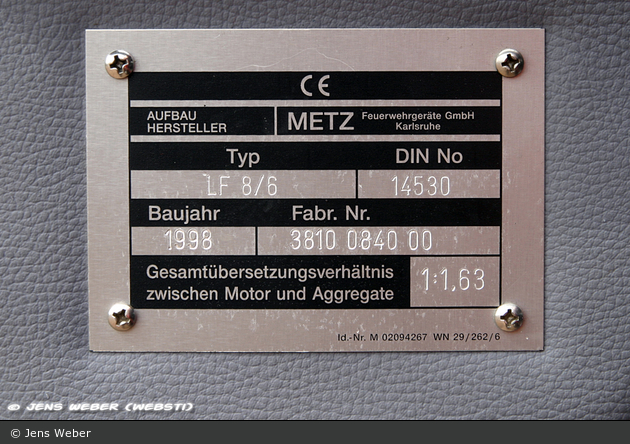 CE
AUFBAU
HERSTELLER
METZ Feuerwehrgeräte GmbH
Karlsruhe
Typ DIN No
LF 8/6 14530
Baujahr Fabr. Nr.
1998 3810 0840 00
Gesamtübersetzungsverhältnis
zwischen Motor und Aggregate
1:1,63
Id.-Nr. M 02094267 WN 29/262/6
© JENS WEBER (WEBSTI)
© Jens Weber